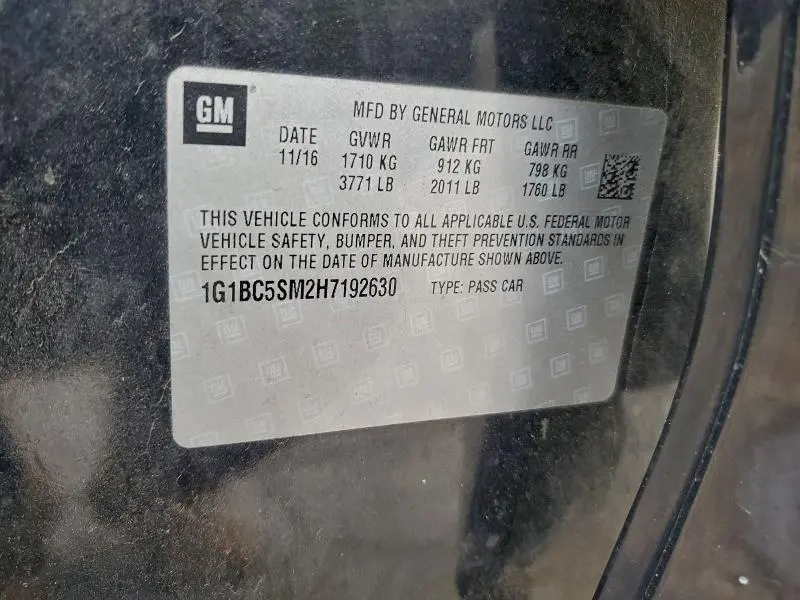 GM
MFD BY GENERAL MOTORS LLC
DATE GVWR GAWR FRT GAWR RR
11/16 1710 KG 912 KG 798 KG
3771 LB 2011 LB 1760 LB
THIS VEHICLE CONFORMS TO ALL APPLICABLE U.S. FEDERAL MOTOR
VEHICLE SAFETY, BUMPER, AND THEFT PREVENTION STANDARDS IN
EFFECT ON THE DATE OF MANUFACTURE SHOWN ABOVE.
1G1BC5SM2H7192630 TYPE: PASS CAR